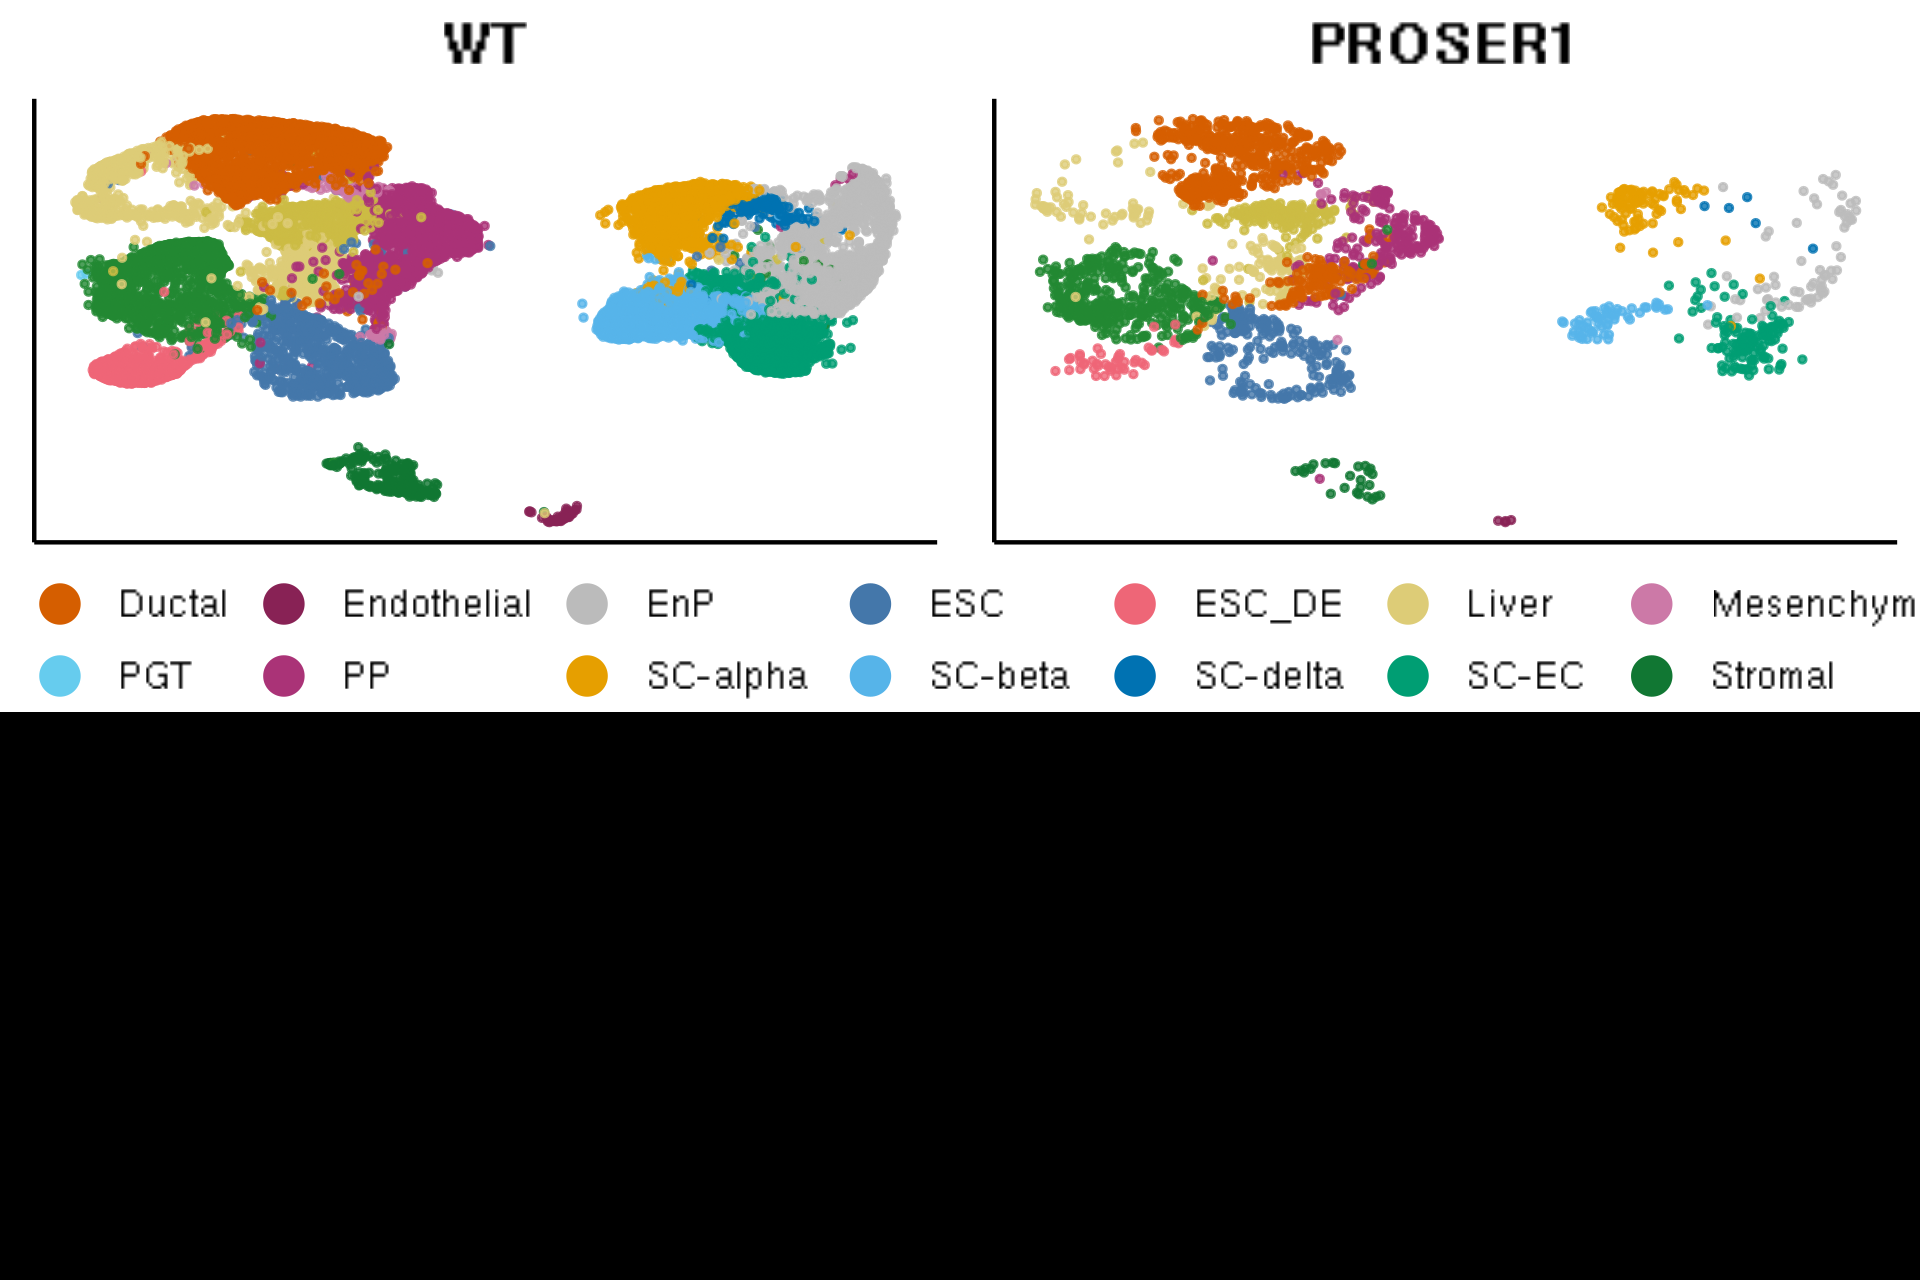 WT PROSER1
Ductal Endothelial EnP ESC ESC_DE Liver Mesenchym
PGT PP SC-alpha SC-beta SC-delta SC-EC Stromal